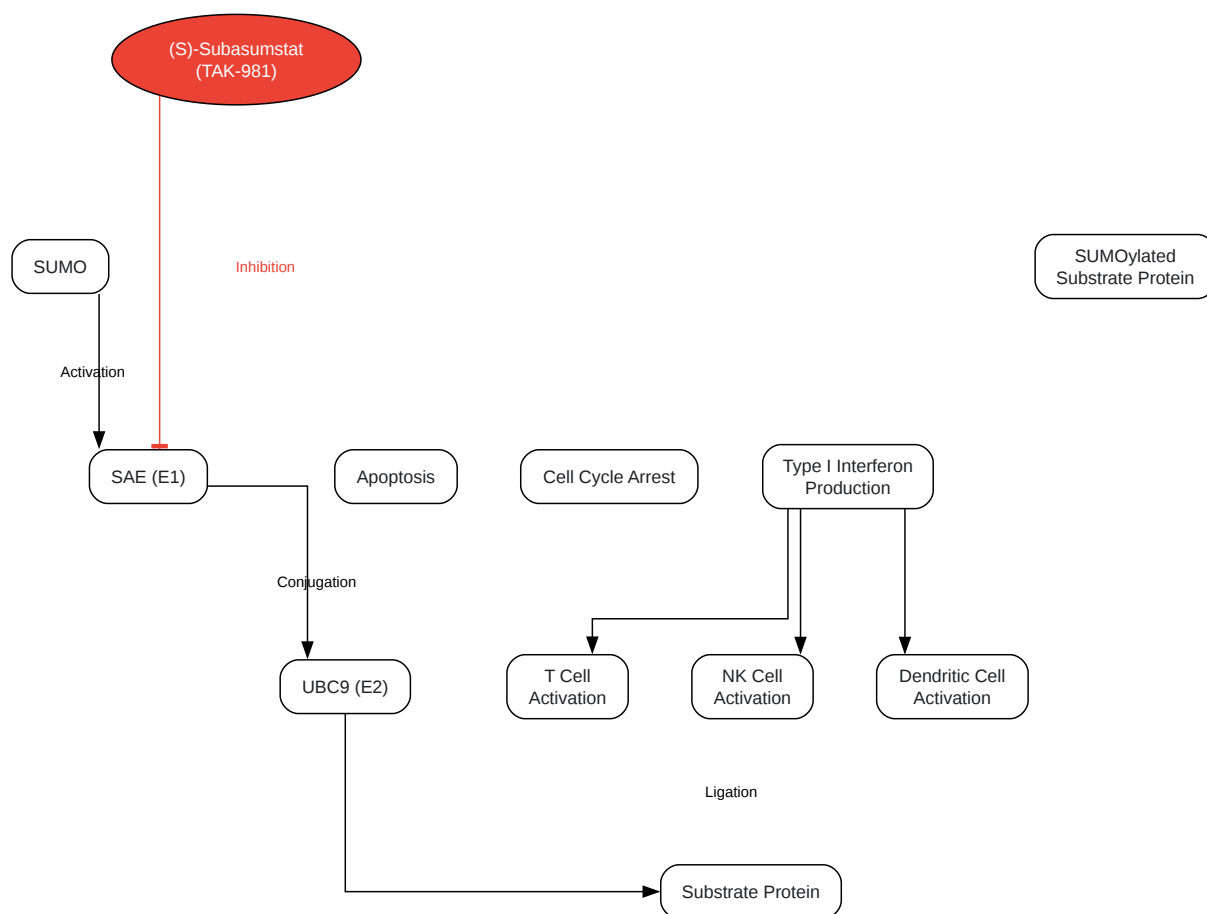 (S)-Subasumstat
(TAK-981)
SUMO
Inhibition
SUMOylated
Substrate Protein
Activation
SAE (E1)
Apoptosis
Cell Cycle Arrest
Type I Interferon
Production
Conjugation
UBC9 (E2)
T Cell
Activation
NK Cell
Activation
Dendritic Cell
Activation
Ligation
Substrate Protein